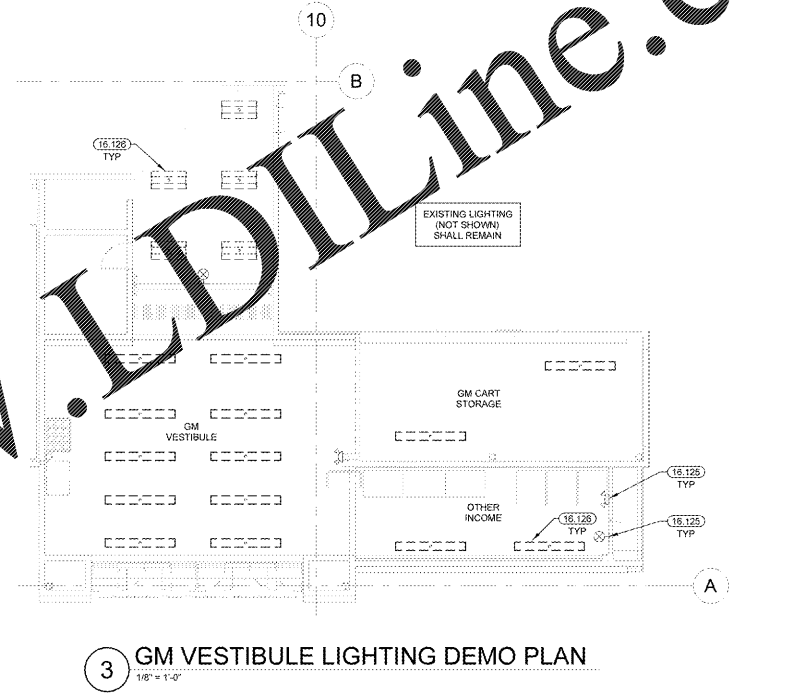 10
B
16.126
TYP
EXISTING LIGHTING
(NOT SHOWN)
SHALL REMAIN
.LDILine.
GM CART
STORAGE
GM
VESTIBULE
16.125
TYP
OTHER
INCOME
16.126
TYP
16.125
TYP
A
3
GM VESTIBULE LIGHTING DEMO PLAN
1/8" = 1'-0"